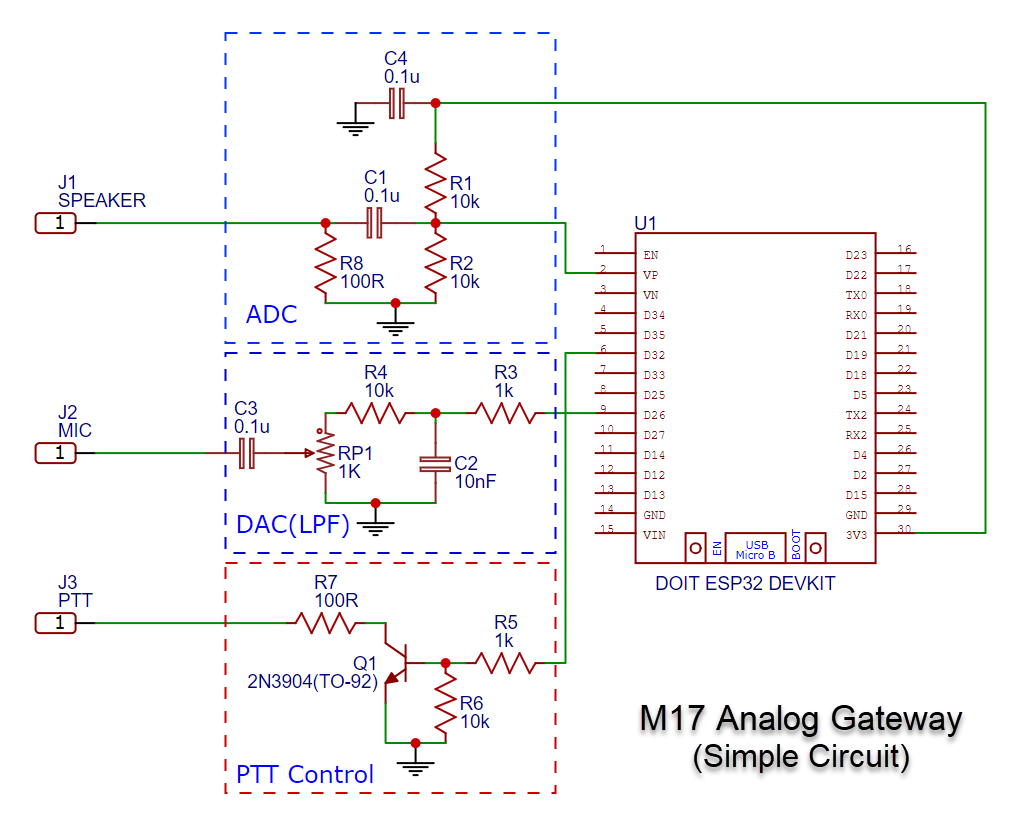 C4
0.1u
J1
SPEAKER
1
C1
0.1u
R1
10k
R8
100R
R2
10k
ADC
U1
1 EN
2 VP
3 VN
4 D34
5 D35
6 D32
7 D33
8 D25
9 D26
10 D27
11 D14
12 D12
13 D13
14 GND
15 VIN
D23 16
D22 17
TX0 18
RX0 19
D21 20
D19 21
D18 22
D5 23
TX2 24
RX2 25
D4 26
D2 27
D15 28
GND 29
3V3 30
EN
USB
Micro B
BOOT
DOIT ESP32 DEVKIT
R4
10k
R3
1k
J2
MIC
1
C3
0.1u
RP1
1K
C2
10nF
DAC(LPF)
J3
PTT
1
R7
100R
Q1
2N3904(TO-92)
R5
1k
R6
10k
PTT Control
M17 Analog Gateway
(Simple Circuit)